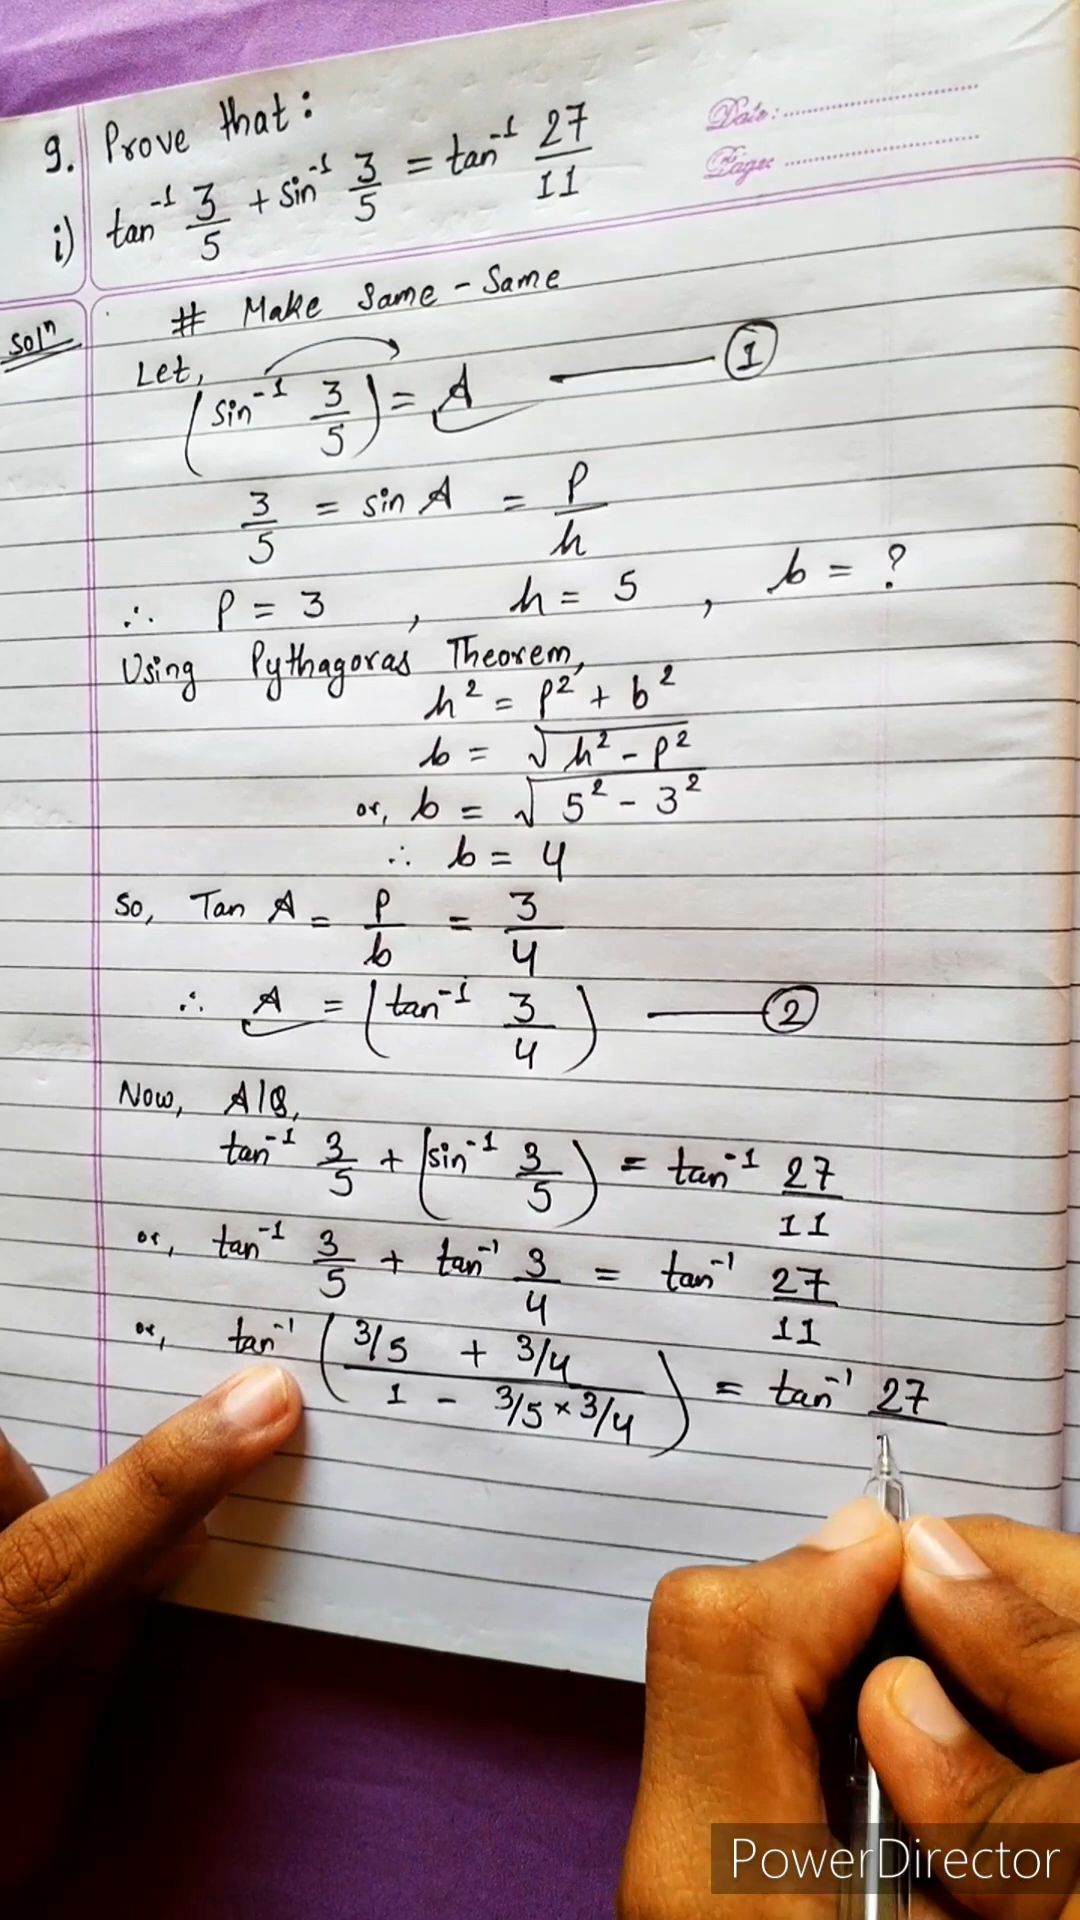 Date:
Page:
9. Prove that:
i) tan⁻¹ 3/5 + sin⁻¹ 3/5 = tan⁻¹ 27/11
Solⁿ # Make Same - Same
Let,
(sin⁻¹ 3/5) = A ——— ①
3/5 = sin A = P/h
∴ P = 3 , h = 5 , b = ?
Using Pythagoras Theorem,
h² = p² + b²
b = √h² - p²
or, b = √5² - 3²
∴ b = 4
So, Tan A = P/b = 3/4
∴ A = (tan⁻¹ 3/4) ——— ②
Now, A/Q,
tan⁻¹ 3/5 + (sin⁻¹ 3/5) = tan⁻¹ 27/11
or, tan⁻¹ 3/5 + tan⁻¹ 3/4 = tan⁻¹ 27/11
or, tan⁻¹ ( 3/5 + 3/4 / 1 - 3/5 × 3/4 ) = tan⁻¹ 27
PowerDirector